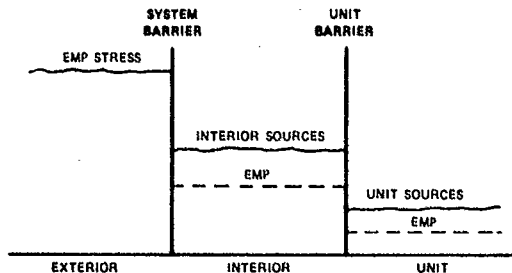 SYSTEM
BARRIER
UNIT
BARRIER
EMP STRESS
INTERIOR SOURCES
EMP
UNIT SOURCES
EMP
EXTERIOR
INTERIOR
UNIT